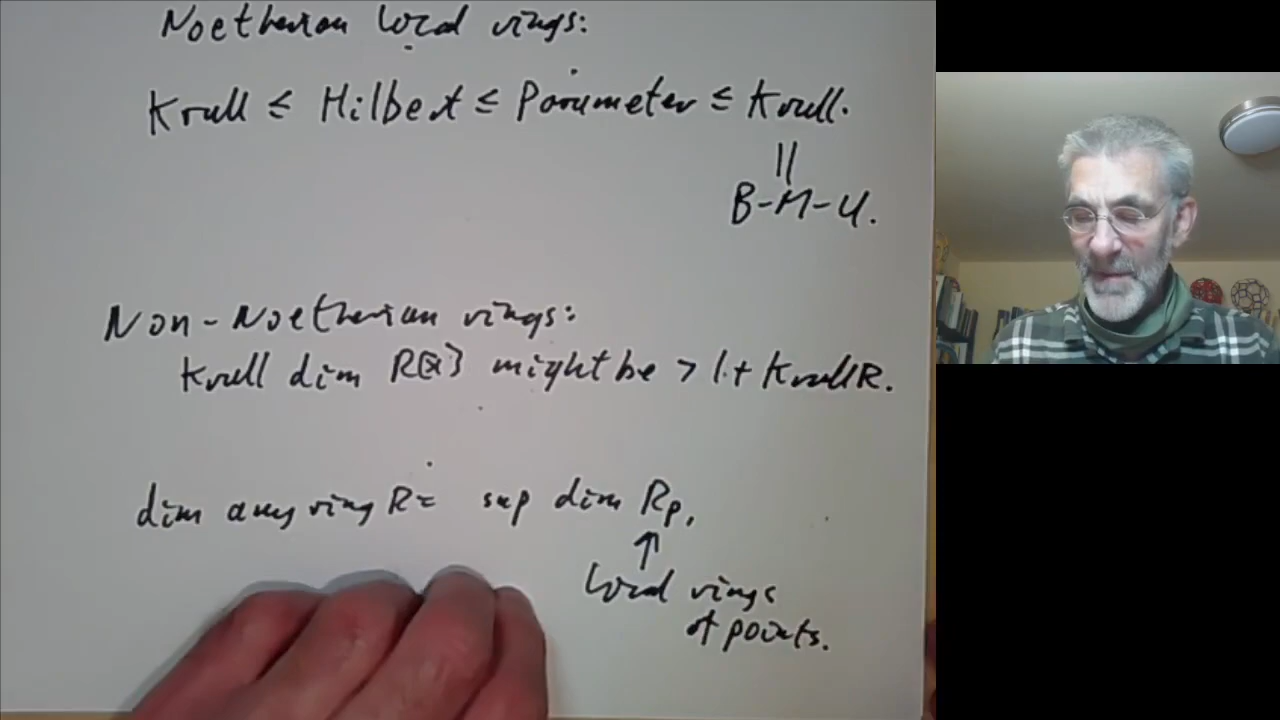 Noetherian local rings:
Krull ≤ Hilbert ≤ Parameter ≤ Krull.
||
B-M-U.
Non-Noetherian rings:
Krull dim R[x] might be > 1 + Krull R.
dim any ring R = sup dim Rₚ,
↑
local rings
of points.